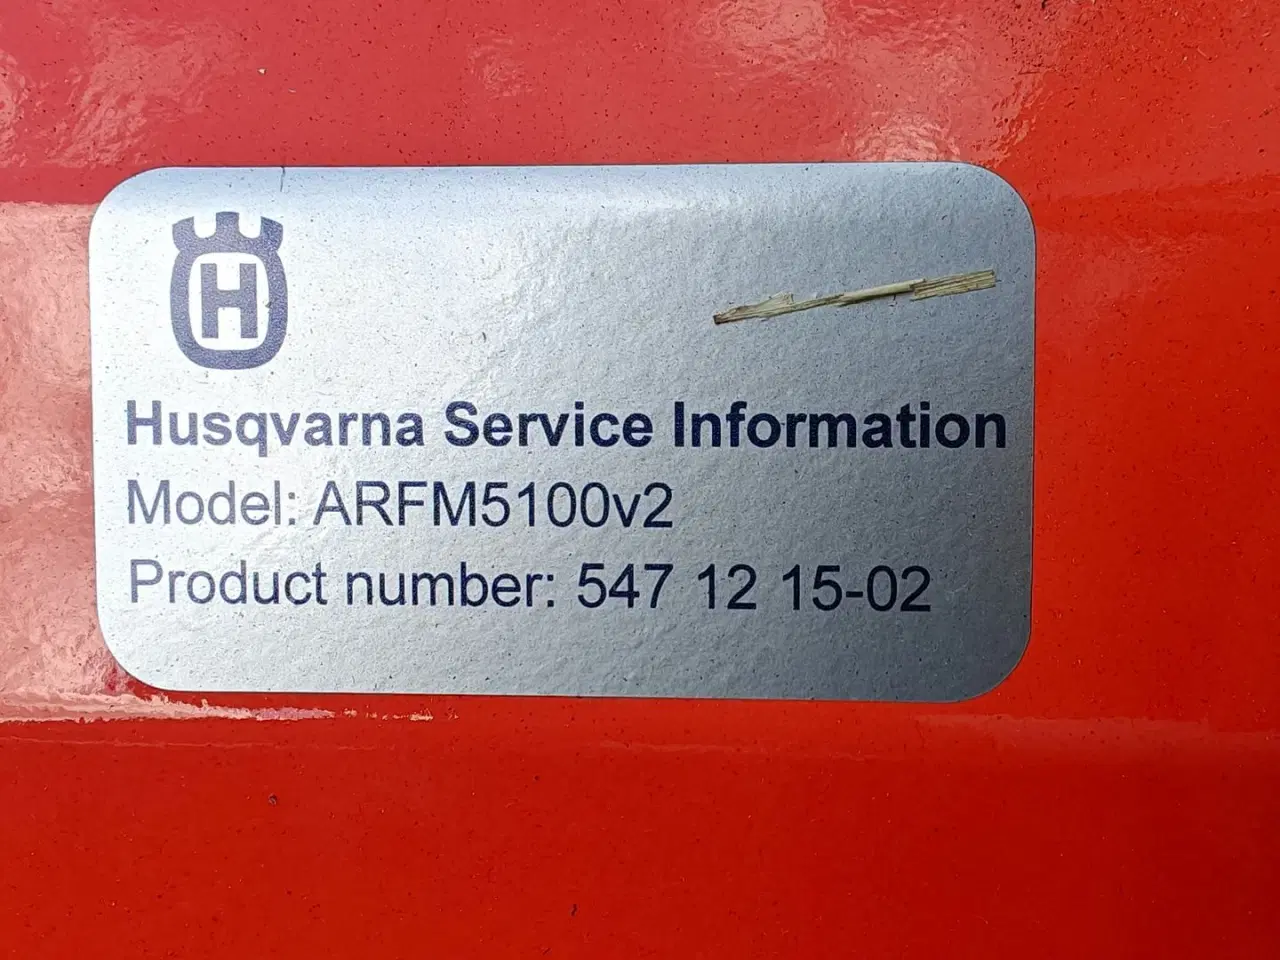 H
Husqvarna Service Information
Model: ARFM5100v2
Product number: 547 12 15-02